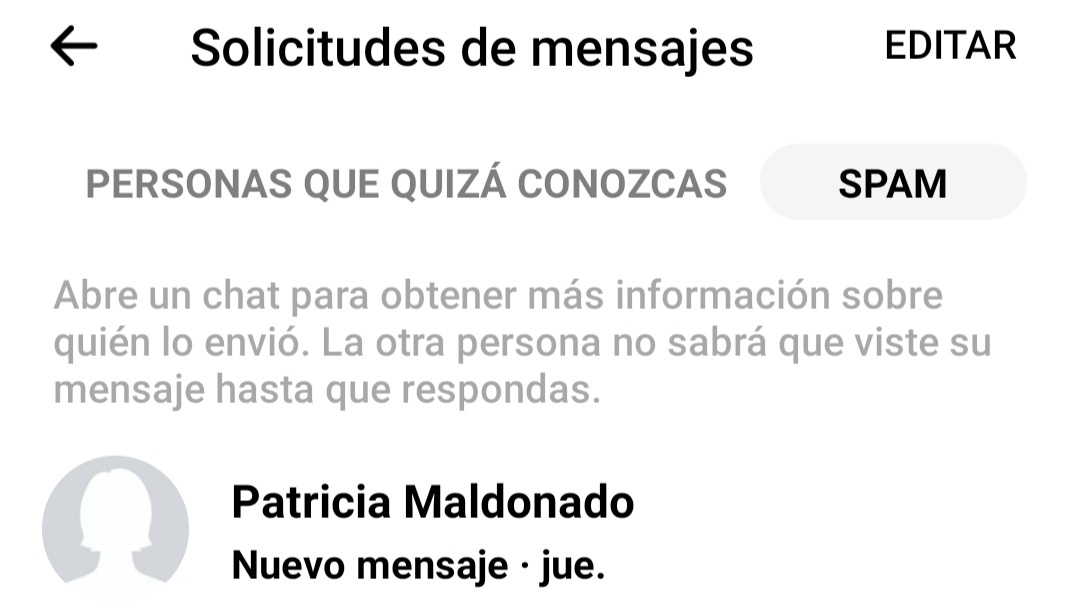 Solicitudes de mensajes
EDITAR
PERSONAS QUE QUIZÁ CONOZCAS
SPAM
Abre un chat para obtener más información sobre
quién lo envió. La otra persona no sabrá que viste su
mensaje hasta que respondas.
Patricia Maldonado
Nuevo mensaje · jue.